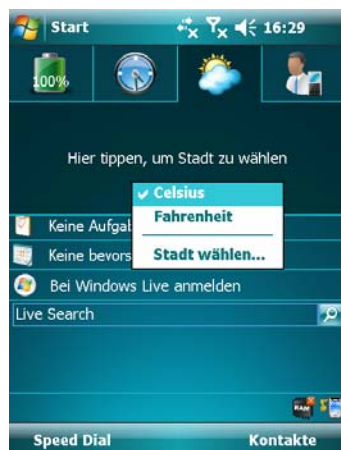 Start
16:29
100%
Hier tippen, um Stadt zu wählen
Celsius
Fahrenheit
Stadt wählen...
Keine Aufgab
Keine bevors
Bei Windows Live anmelden
Live Search
RAM
Speed Dial
Kontakte